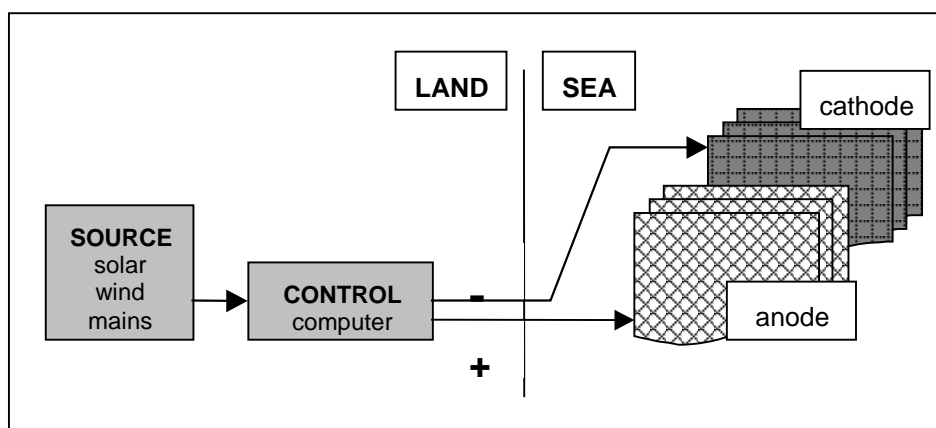 LAND
SEA
cathode
SOURCE
solar
wind
mains
CONTROL
computer
-
+
anode